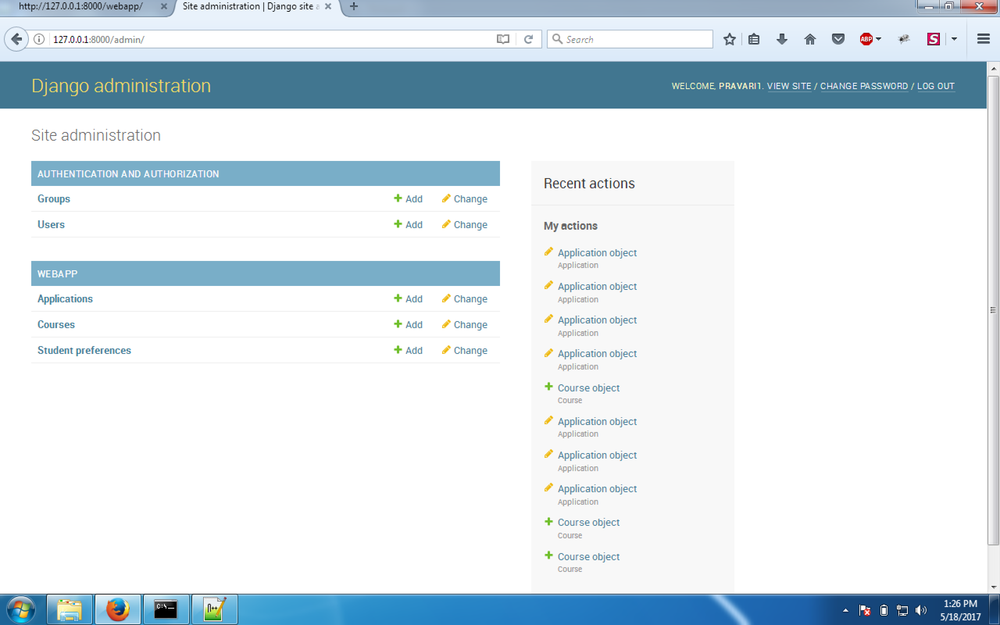 http://127.0.0.1:8000/webapp/
Site administration | Django site a
127.0.0.1:8000/admin/
Search
ABP
S
Django administration
WELCOME, PRAVARI1. VIEW SITE / CHANGE PASSWORD / LOG OUT
Site administration
AUTHENTICATION AND AUTHORIZATION
Groups Add Change
Users Add Change
WEBAPP
Applications Add Change
Courses Add Change
Student preferences Add Change
Recent actions
My actions
Application object
Application
Application object
Application
Application object
Application
Application object
Application
Course object
Course
Application object
Application
Application object
Application
Application object
Application
Course object
Course
Course object
Course
C:\_
n++
1:26 PM
5/18/2017